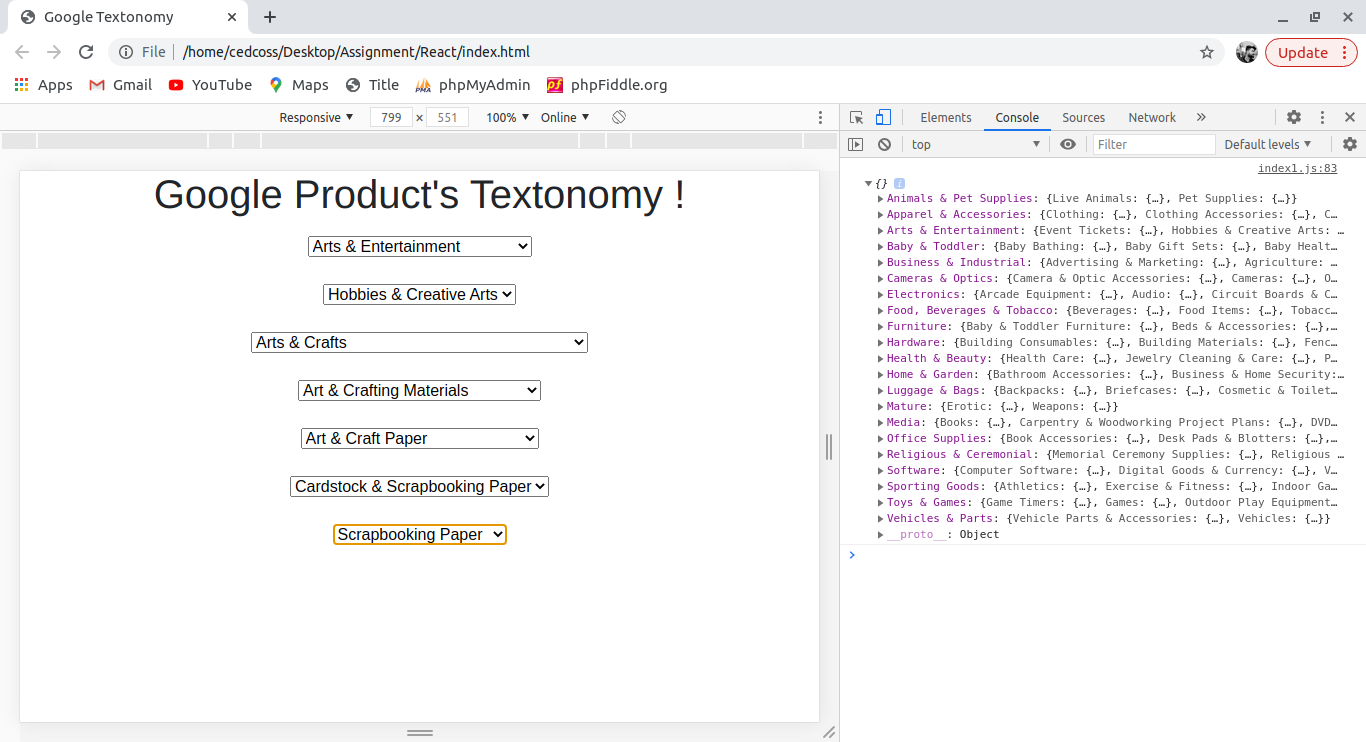 Google Textonomy
File /home/cedcoss/Desktop/Assignment/React/index.html
Update
Apps Gmail YouTube Maps Title phpMyAdmin phpFiddle.org
Responsive 799 × 551 100% Online
Elements Console Sources Network »
top Filter Default levels
Google Product's Textonomy !
Arts & Entertainment
Hobbies & Creative Arts
Arts & Crafts
Art & Crafting Materials
Art & Craft Paper
Cardstock & Scrapbooking Paper
Scrapbooking Paper
index1.js:83
{} i
Animals & Pet Supplies: {Live Animals: {…}, Pet Supplies: {…}}
Apparel & Accessories: {Clothing: {…}, Clothing Accessories: {…}, C…
Arts & Entertainment: {Event Tickets: {…}, Hobbies & Creative Arts: …
Baby & Toddler: {Baby Bathing: {…}, Baby Gift Sets: {…}, Baby Healt…
Business & Industrial: {Advertising & Marketing: {…}, Agriculture: …
Cameras & Optics: {Camera & Optic Accessories: {…}, Cameras: {…}, O…
Electronics: {Arcade Equipment: {…}, Audio: {…}, Circuit Boards & C…
Food, Beverages & Tobacco: {Beverages: {…}, Food Items: {…}, Tobacc…
Furniture: {Baby & Toddler Furniture: {…}, Beds & Accessories: {…},…
Hardware: {Building Consumables: {…}, Building Materials: {…}, Fenc…
Health & Beauty: {Health Care: {…}, Jewelry Cleaning & Care: {…}, P…
Home & Garden: {Bathroom Accessories: {…}, Business & Home Security:…
Luggage & Bags: {Backpacks: {…}, Briefcases: {…}, Cosmetic & Toilet…
Mature: {Erotic: {…}, Weapons: {…}}
Media: {Books: {…}, Carpentry & Woodworking Project Plans: {…}, DVD…
Office Supplies: {Book Accessories: {…}, Desk Pads & Blotters: {…},…
Religious & Ceremonial: {Memorial Ceremony Supplies: {…}, Religious …
Software: {Computer Software: {…}, Digital Goods & Currency: {…}, V…
Sporting Goods: {Athletics: {…}, Exercise & Fitness: {…}, Indoor Ga…
Toys & Games: {Game Timers: {…}, Games: {…}, Outdoor Play Equipment…
Vehicles & Parts: {Vehicle Parts & Accessories: {…}, Vehicles: {…}}
__proto__: Object